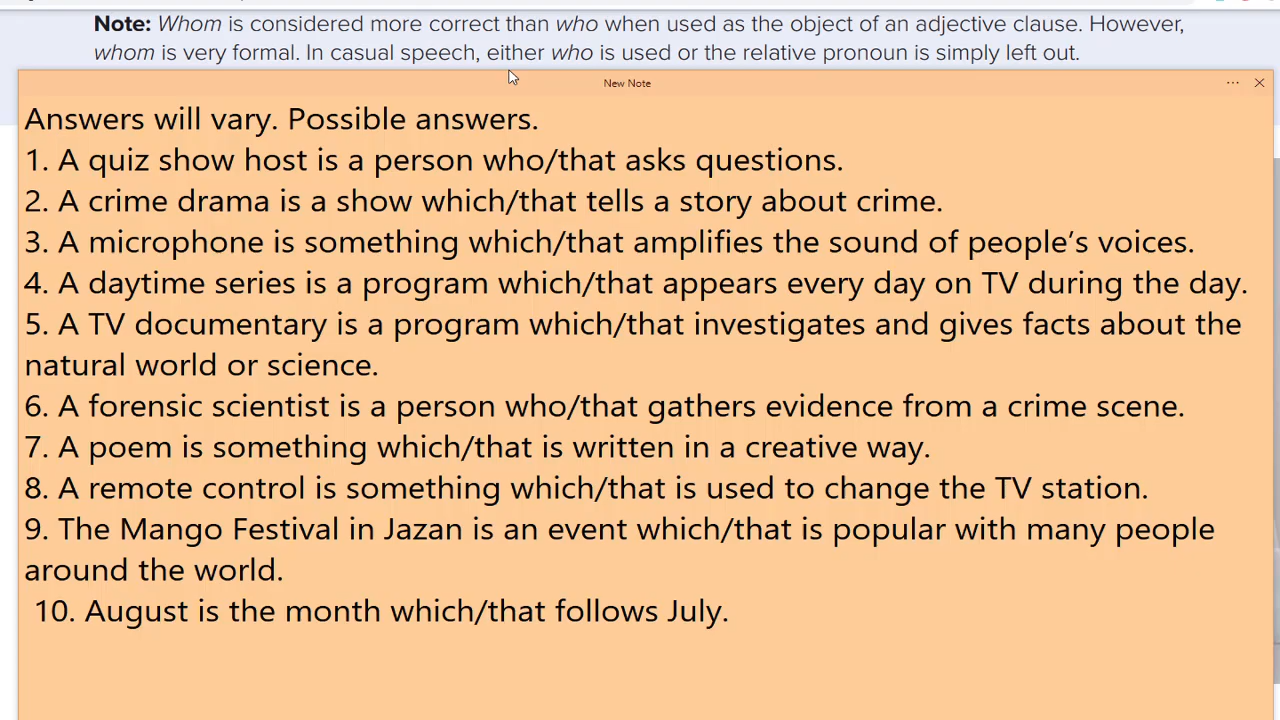 Note: Whom is considered more correct than who when used as the object of an adjective clause. However,
whom is very formal. In casual speech, either who is used or the relative pronoun is simply left out.
New Note
Answers will vary. Possible answers.
1. A quiz show host is a person who/that asks questions.
2. A crime drama is a show which/that tells a story about crime.
3. A microphone is something which/that amplifies the sound of people’s voices.
4. A daytime series is a program which/that appears every day on TV during the day.
5. A TV documentary is a program which/that investigates and gives facts about the
natural world or science.
6. A forensic scientist is a person who/that gathers evidence from a crime scene.
7. A poem is something which/that is written in a creative way.
8. A remote control is something which/that is used to change the TV station.
9. The Mango Festival in Jazan is an event which/that is popular with many people
around the world.
10. August is the month which/that follows July.